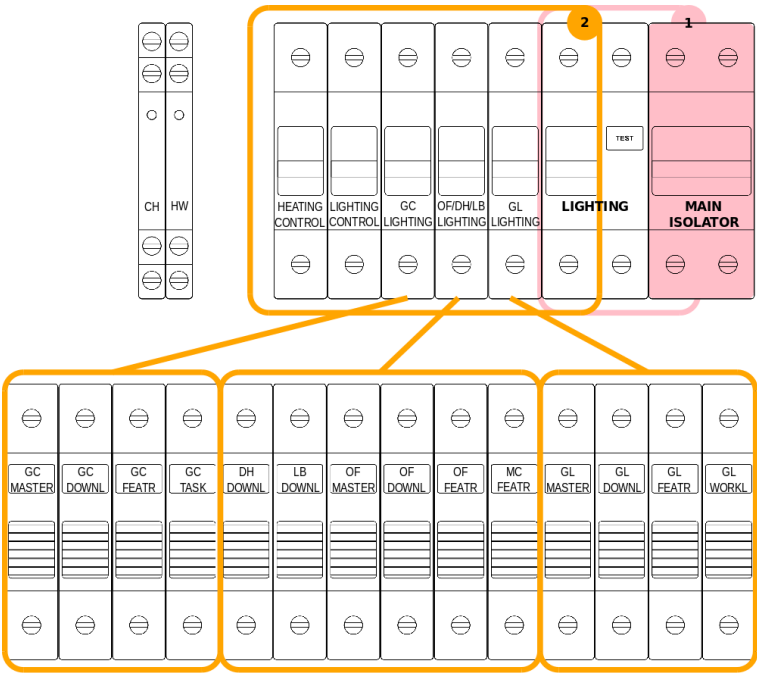 2
1
TEST
CH
HW
HEATING
CONTROL
LIGHTING
CONTROL
GC
LIGHTING
OF/DH/LB
LIGHTING
GL
LIGHTING
LIGHTING
MAIN
ISOLATOR
GC
MASTER
GC
DOWNL
GC
FEATR
GC
TASK
DH
DOWNL
LB
DOWNL
OF
MASTER
OF
DOWNL
OF
FEATR
MC
FEATR
GL
MASTER
GL
DOWNL
GL
FEATR
GL
WORKL